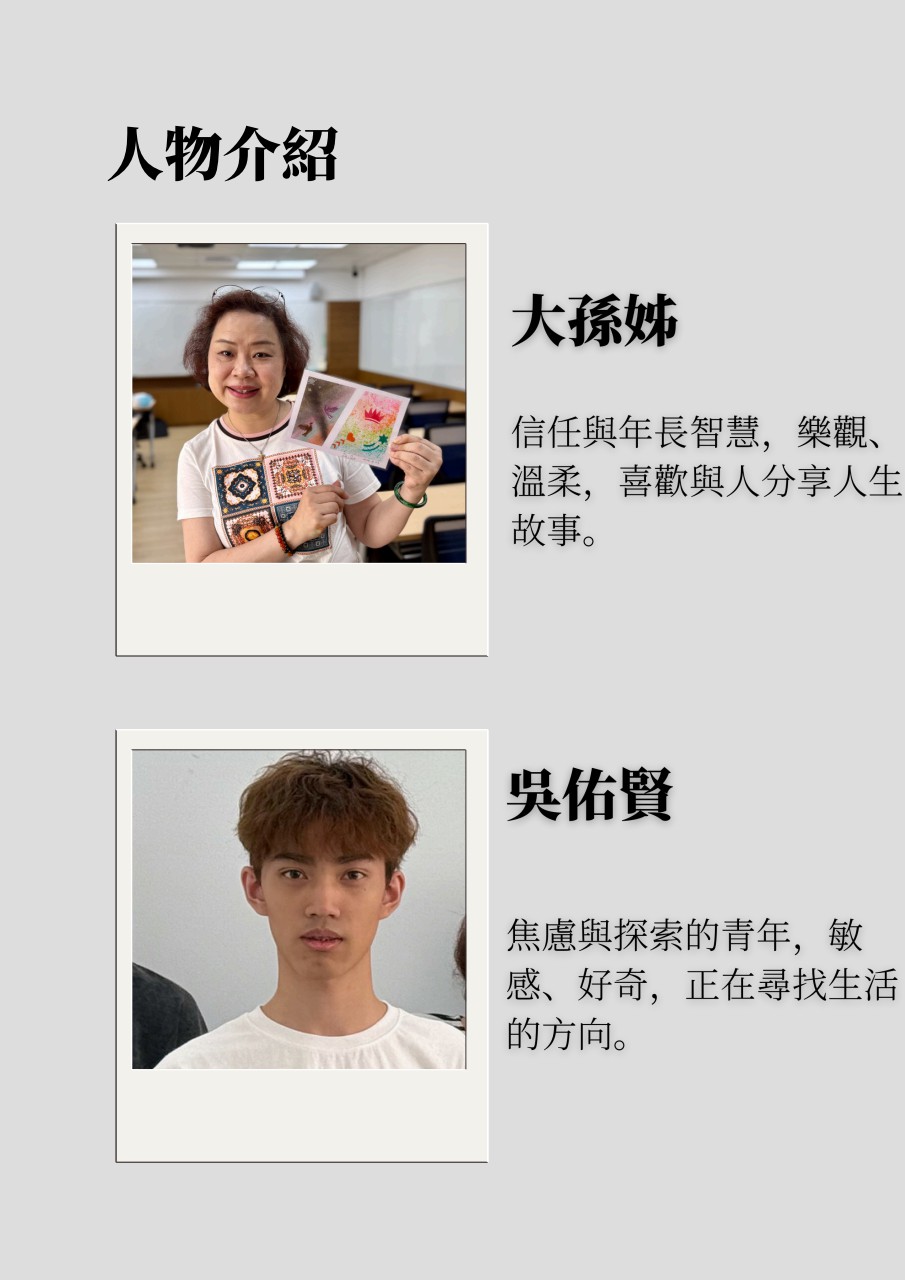 人物介紹
大孫姊
信任與年長智慧，樂觀、
溫柔，喜歡與人分享人生
故事。
吳佑賢
焦慮與探索的青年，敏
感、好奇，正在尋找生活
的方向。